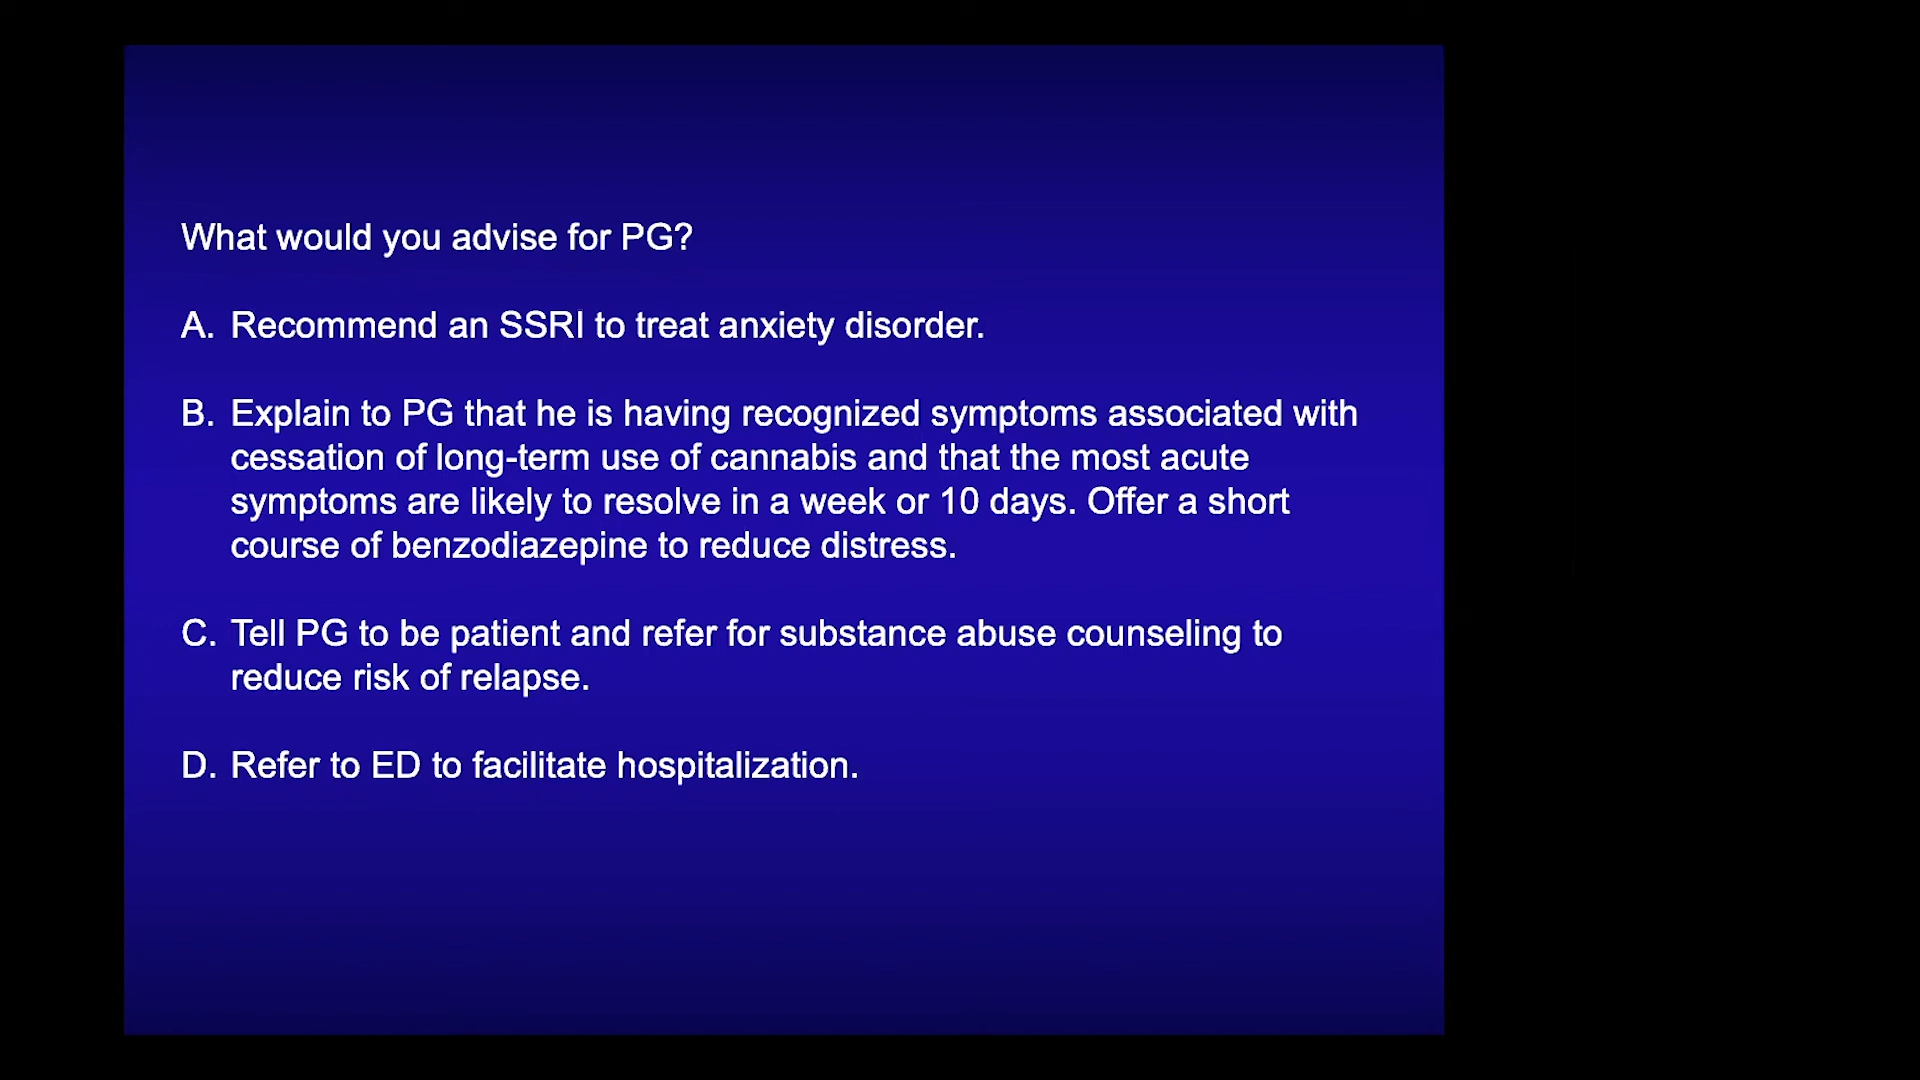 What would you advise for PG?
A. Recommend an SSRI to treat anxiety disorder.
B. Explain to PG that he is having recognized symptoms associated with
cessation of long-term use of cannabis and that the most acute
symptoms are likely to resolve in a week or 10 days. Offer a short
course of benzodiazepine to reduce distress.
C. Tell PG to be patient and refer for substance abuse counseling to
reduce risk of relapse.
D. Refer to ED to facilitate hospitalization.